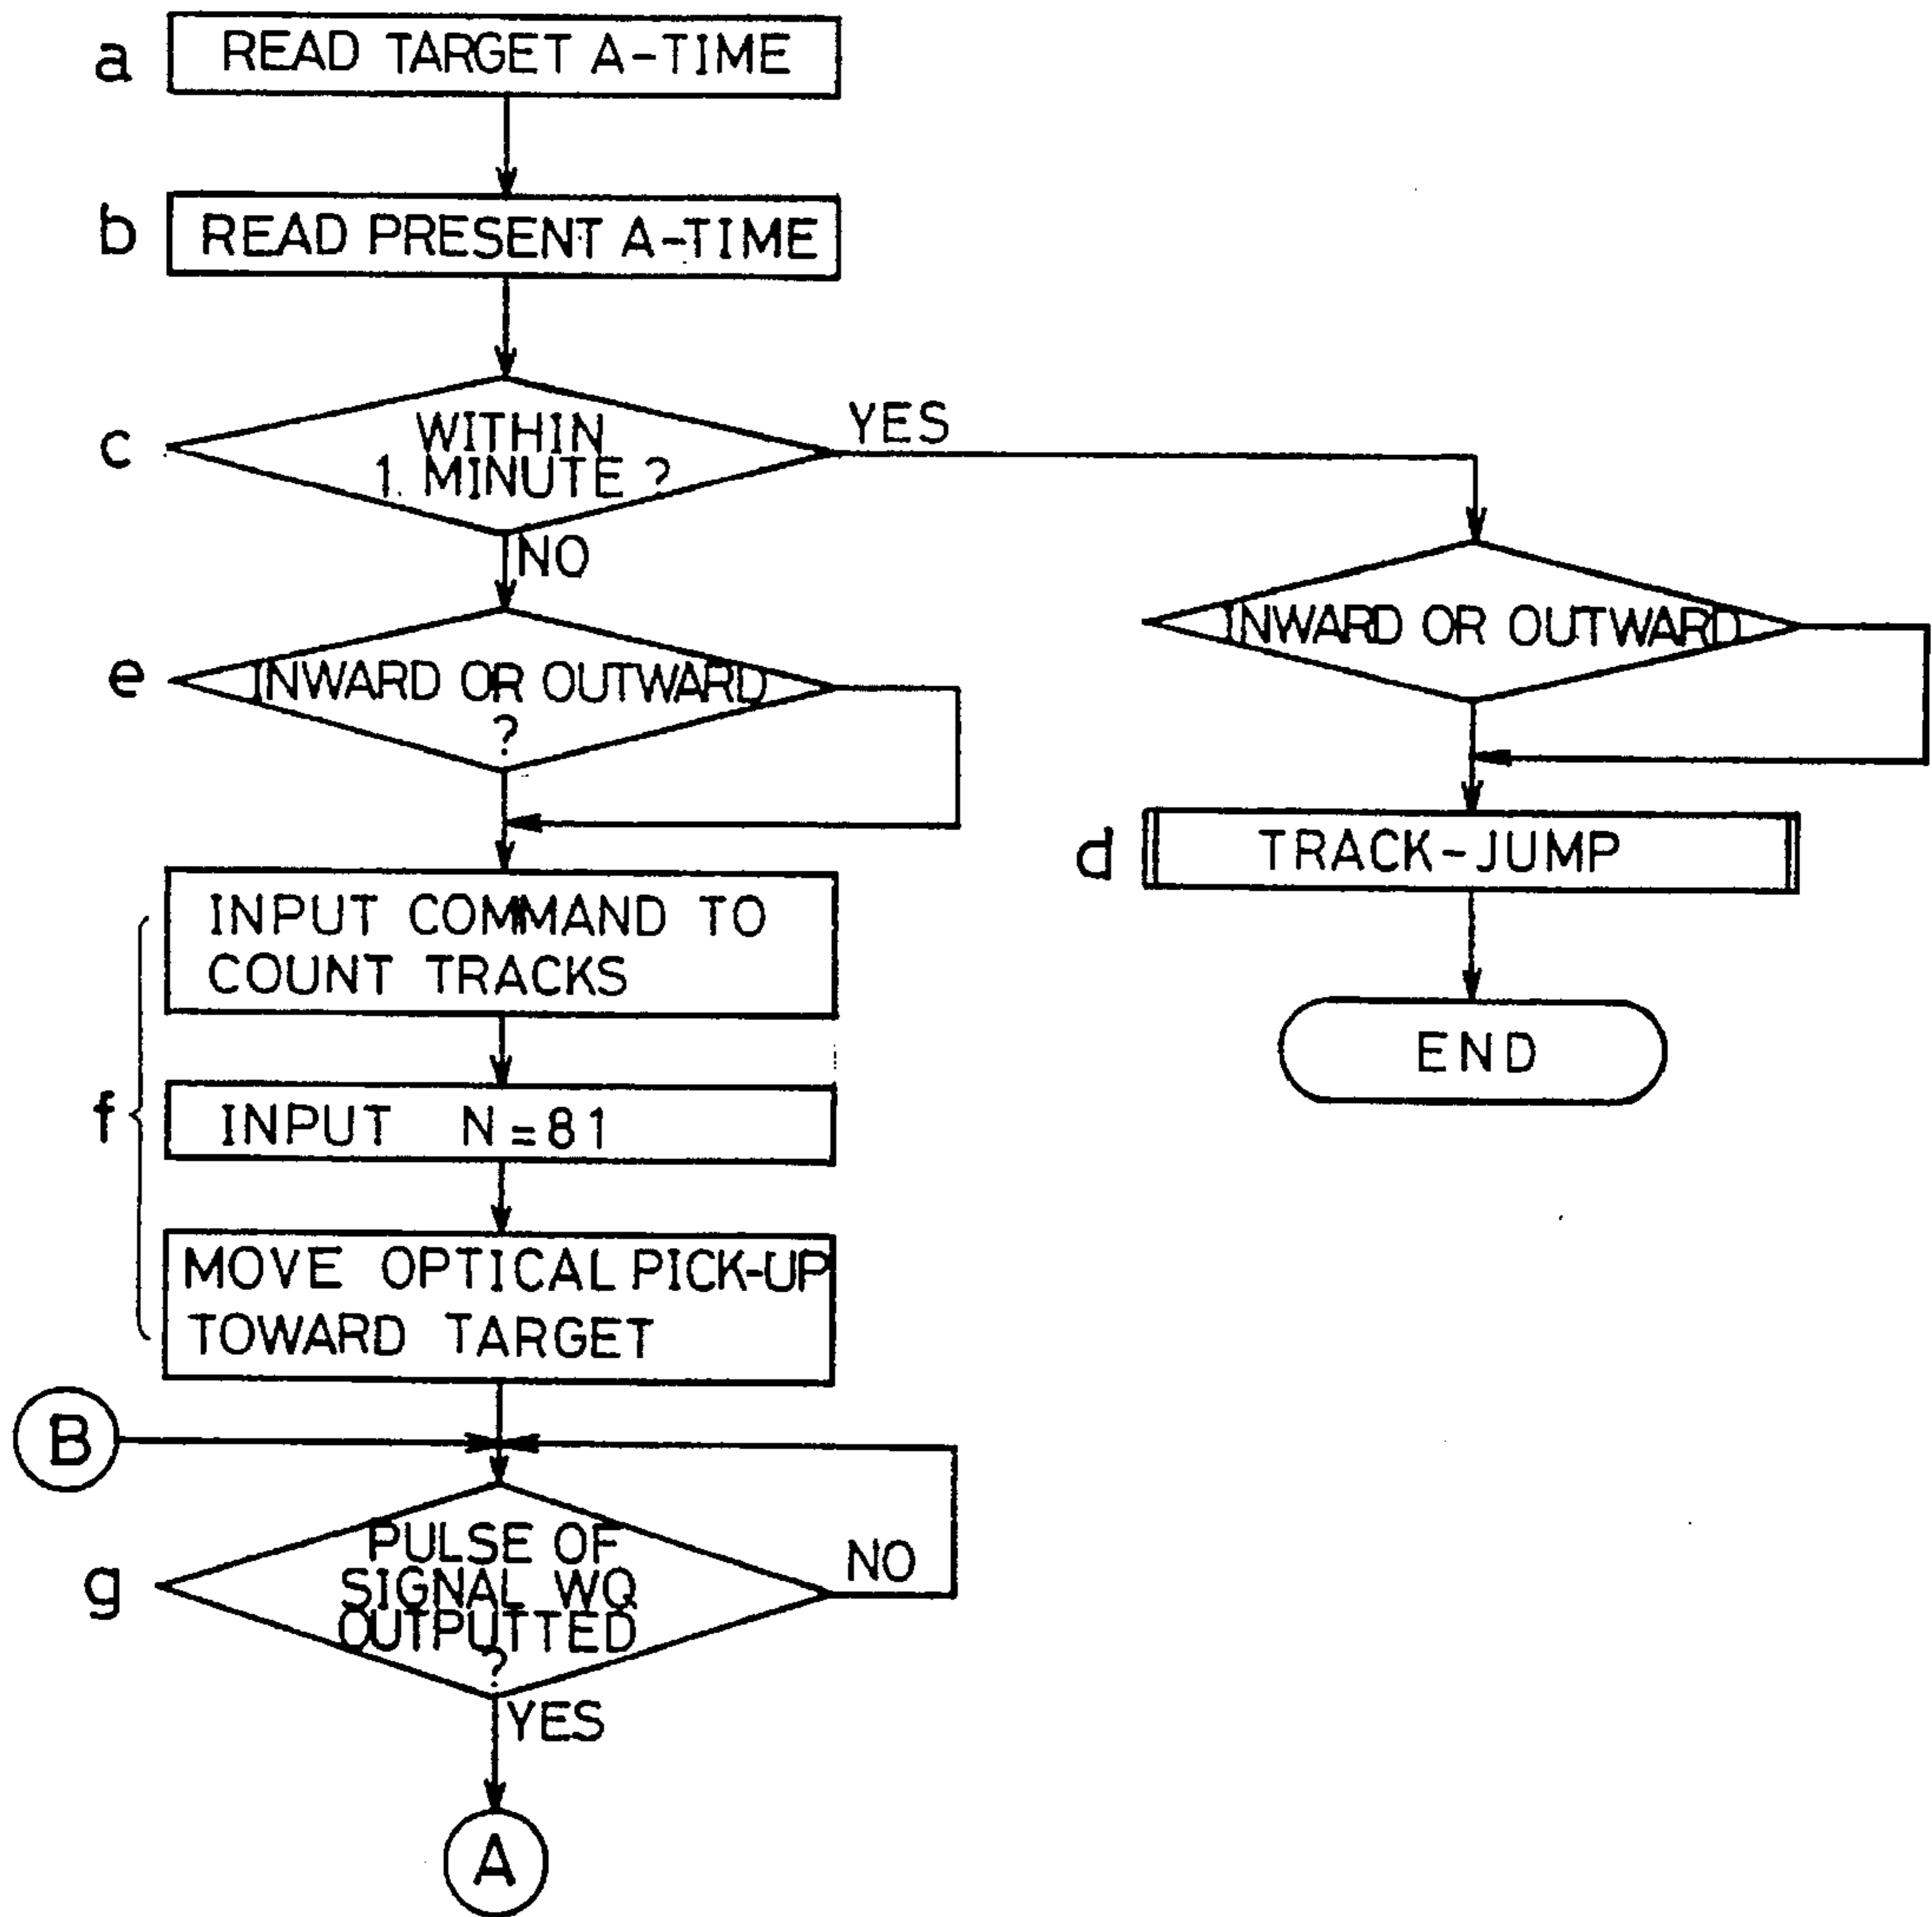 a
READ TARGET A-TIME
b
READ PRESENT A-TIME
c
WITHIN
1 MINUTE ?
YES
NO
e
INWARD OR OUTWARD
?
INWARD OR OUTWARD
d
TRACK-JUMP
END
f
INPUT COMMAND TO
COUNT TRACKS
INPUT N=81
MOVE OPTICAL PICK-UP
TOWARD TARGET
B
g
PULSE OF
SIGNAL WQ
OUTPUTTED
?
NO
YES
A